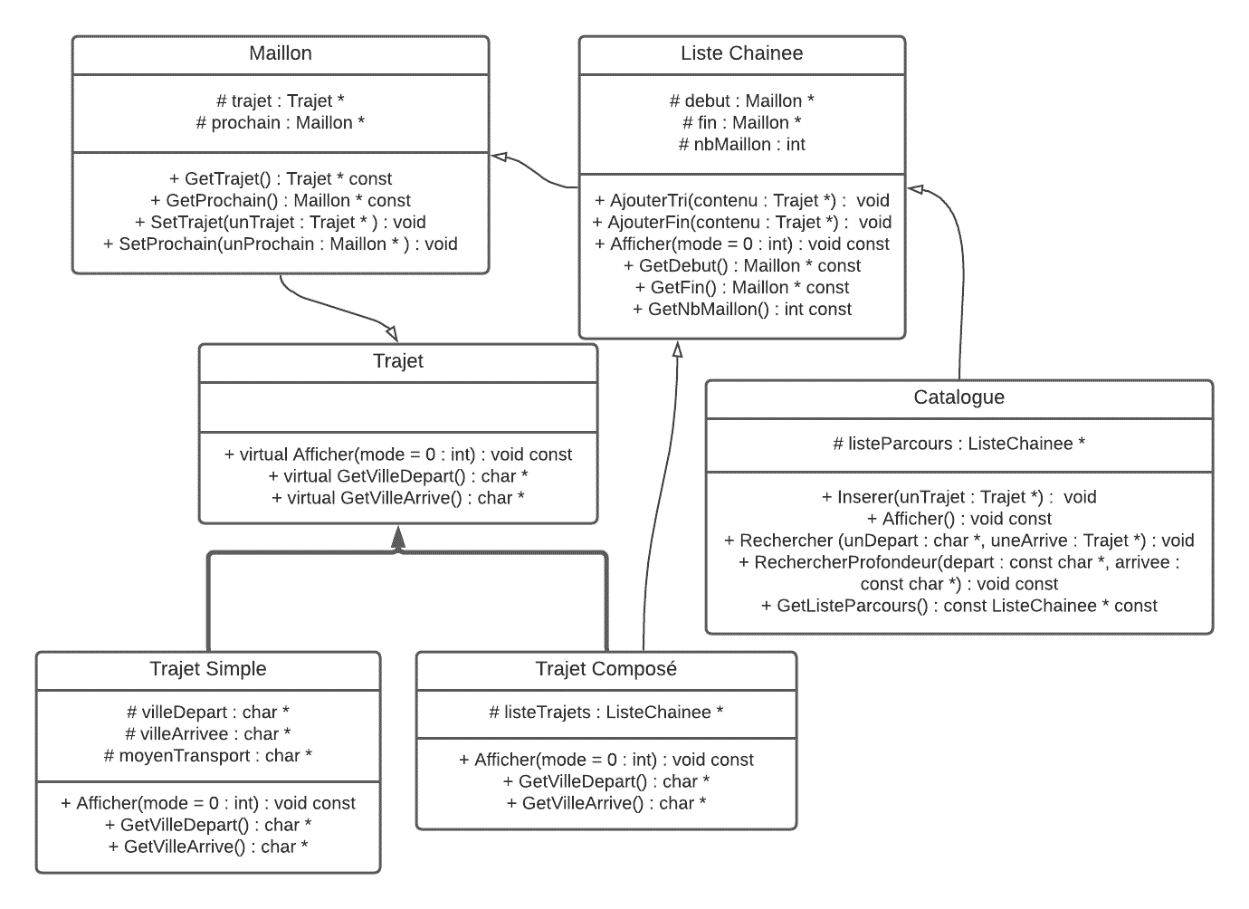 Maillon
# trajet : Trajet *
# prochain : Maillon *
+ GetTrajet() : Trajet * const
+ GetProchain() : Maillon * const
+ SetTrajet(unTrajet : Trajet * ) : void
+ SetProchain(unProchain : Maillon * ) : void
Liste Chainee
# debut : Maillon *
# fin : Maillon *
# nbMaillon : int
+ AjouterTri(contenu : Trajet *) : void
+ AjouterFin(contenu : Trajet *) : void
+ Afficher(mode = 0 : int) : void const
+ GetDebut() : Maillon * const
+ GetFin() : Maillon * const
+ GetNbMaillon() : int const
Trajet
+ virtual Afficher(mode = 0 : int) : void const
+ virtual GetVilleDepart() : char *
+ virtual GetVilleArrive() : char *
Catalogue
# listeParcours : ListeChainee *
+ Inserer(unTrajet : Trajet *) : void
+ Afficher() : void const
+ Rechercher (unDepart : char *, uneArrive : Trajet *) : void
+ RechercherProfondeur(depart : const char *, arrivee :
const char *) : void const
+ GetListeParcours() : const ListeChainee * const
Trajet Simple
# villeDepart : char *
# villeArrivee : char *
# moyenTransport : char *
+ Afficher(mode = 0 : int) : void const
+ GetVilleDepart() : char *
+ GetVilleArrive() : char *
Trajet Composé
# listeTrajets : ListeChainee *
+ Afficher(mode = 0 : int) : void const
+ GetVilleDepart() : char *
+ GetVilleArrive() : char *